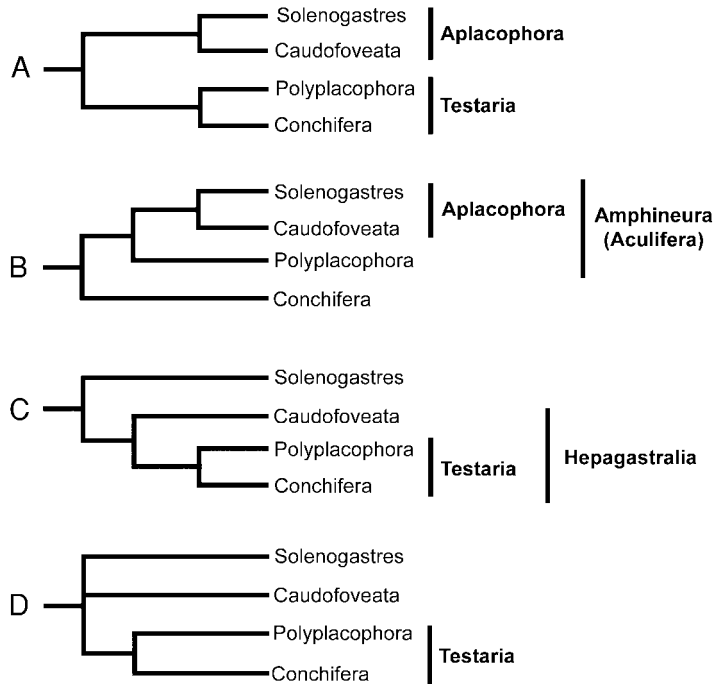 A
Solenogastres
Caudofoveata
Aplacophora
Polyplacophora
Conchifera
Testaria
B
Solenogastres
Caudofoveata
Aplacophora
Polyplacophora
Conchifera
Amphineura
(Aculifera)
C
Solenogastres
Caudofoveata
Polyplacophora
Conchifera
Testaria
Hepagastralia
D
Solenogastres
Caudofoveata
Polyplacophora
Conchifera
Testaria